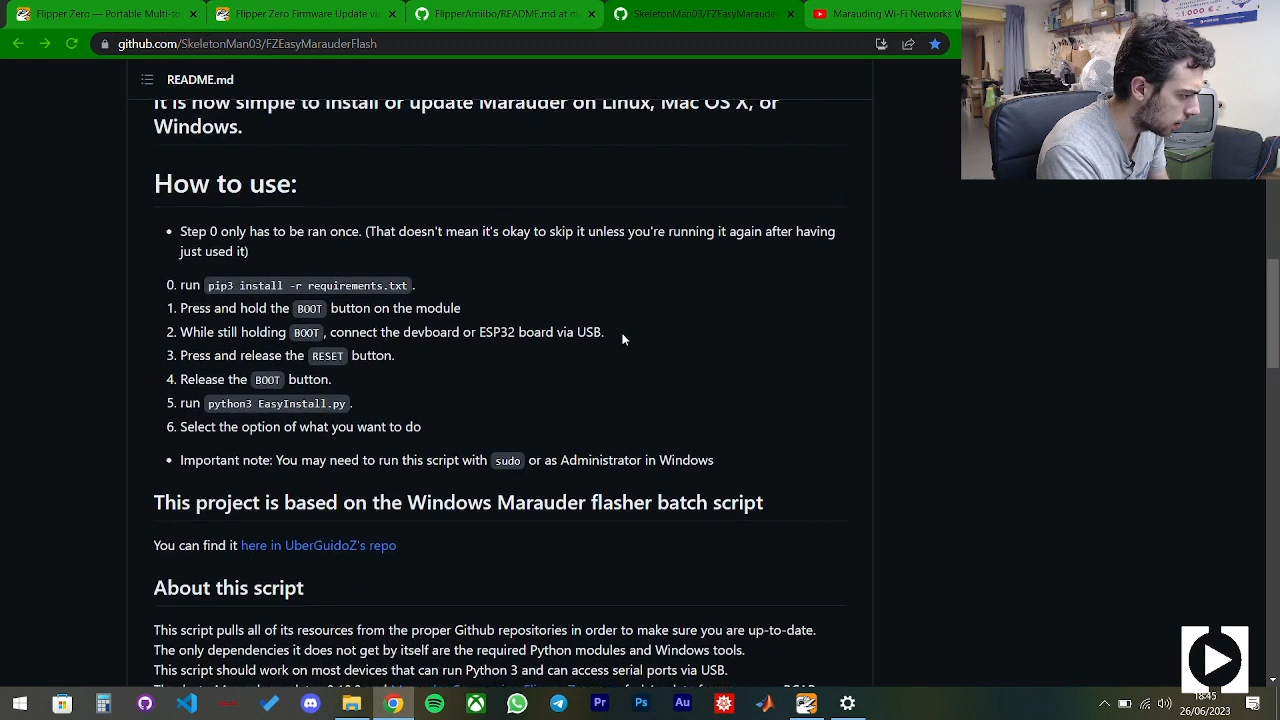 Flipper Zero — Portable Multi-to
Flipper Zero Firmware Update via
FlipperAmiibo/README.md at m
SkeletonMan03/FZEasyMarauder
Marauding Wi-Fi Networks W
github.com/SkeletonMan03/FZEasyMarauderFlash
README.md
It is now simple to install or update Marauder on Linux, Mac OS X, or
Windows.
How to use:
• Step 0 only has to be ran once. (That doesn't mean it's okay to skip it unless you're running it again after having
just used it)
0. run pip3 install -r requirements.txt.
1. Press and hold the BOOT button on the module
2. While still holding BOOT, connect the devboard or ESP32 board via USB.
3. Press and release the RESET button.
4. Release the BOOT button.
5. run python3 EasyInstall.py.
6. Select the option of what you want to do
• Important note: You may need to run this script with sudo or as Administrator in Windows
This project is based on the Windows Marauder flasher batch script
You can find it here in UberGuidoZ's repo
About this script
This script pulls all of its resources from the proper Github repositories in order to make sure you are up-to-date.
The only dependencies it does not get by itself are the required Python modules and Windows tools.
This script should work on most devices that can run Python 3 and can access serial ports via USB.
Pr
Ps
Au
18:45
26/06/2023
1.000 €